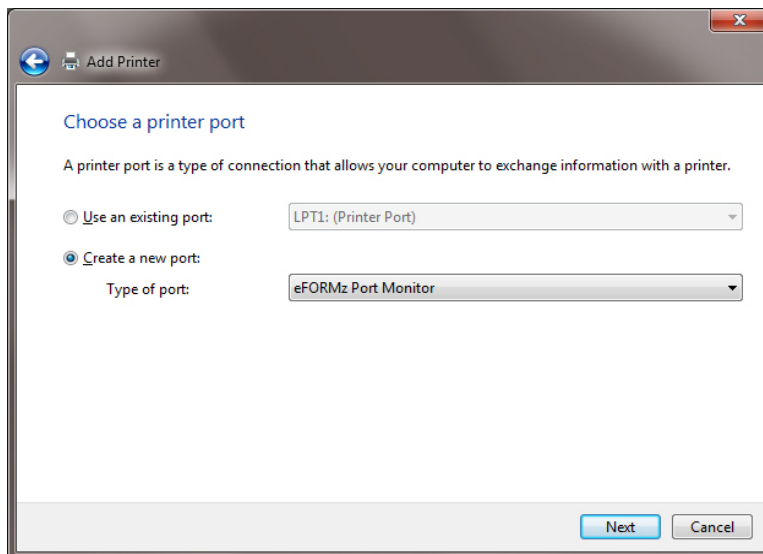 Add Printer
Choose a printer port
A printer port is a type of connection that allows your computer to exchange information with a printer.
Use an existing port: LPT1: (Printer Port)
Create a new port:
Type of port: eFORMz Port Monitor
Next Cancel